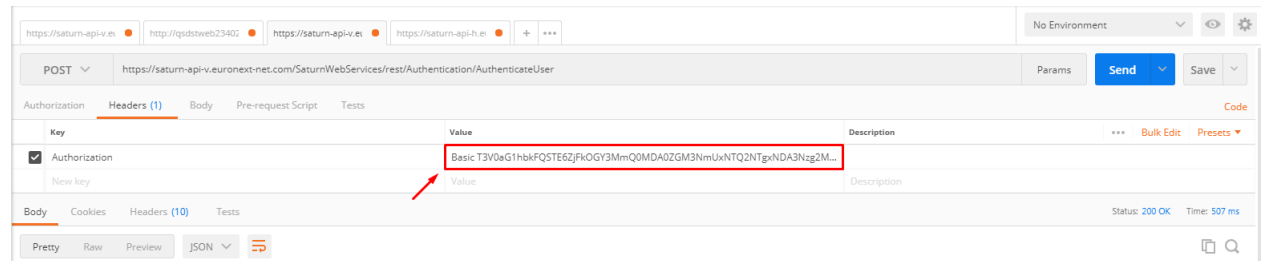 https://saturn-api-v.eu http://qsdstweb23402 https://saturn-api-v.eu https://saturn-api-h.eu + ••• No Environment
POST https://saturn-api-v.euronext-net.com/SaturnWebServices/rest/Authentication/AuthenticateUser Params Send Save
Authorization Headers (1) Body Pre-request Script Tests Code
Key Value Description ••• Bulk Edit Presets
Authorization Basic T3V0aG1hbkFQSTE6ZjFkOGY3MmQ0MDA0ZGM3NmUxNTQ2NTgxNDA3Nzg2M...
New key Value Description
Body Cookies Headers (10) Tests Status: 200 OK Time: 507 ms
Pretty Raw Preview JSON